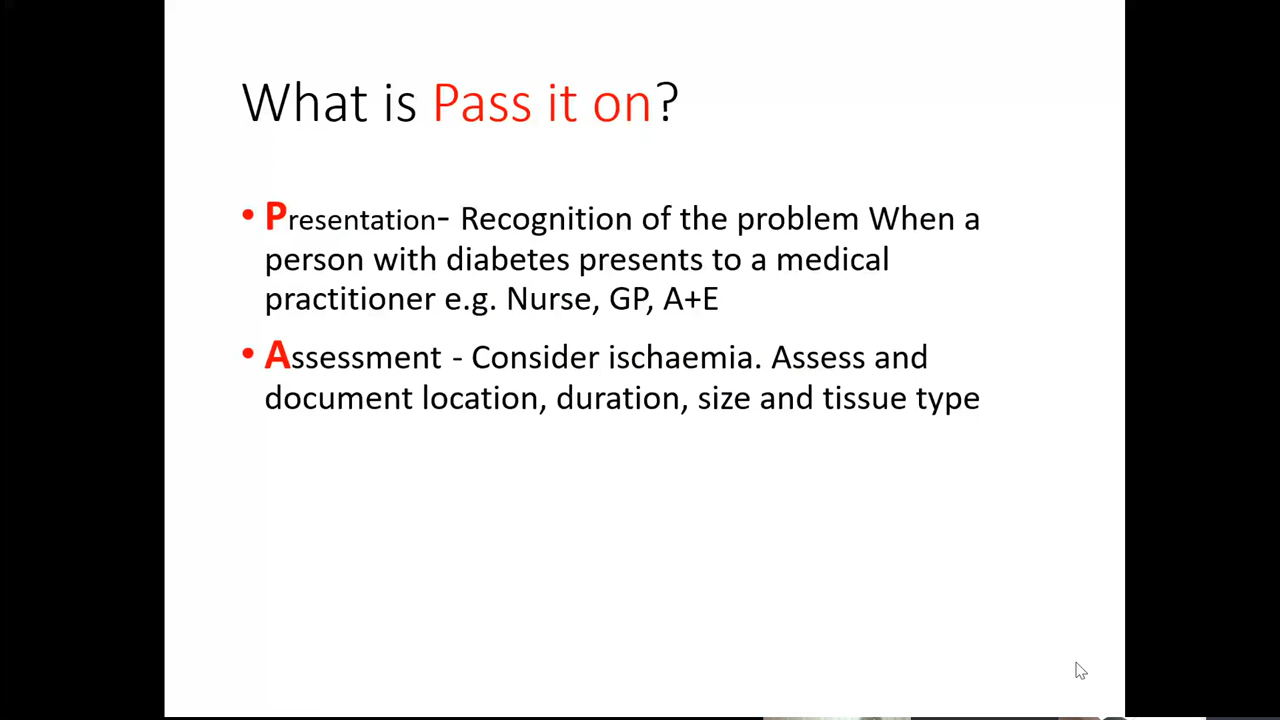 What is Pass it on?
• Presentation- Recognition of the problem When a
person with diabetes presents to a medical
practitioner e.g. Nurse, GP, A+E
• Assessment - Consider ischaemia. Assess and
document location, duration, size and tissue type